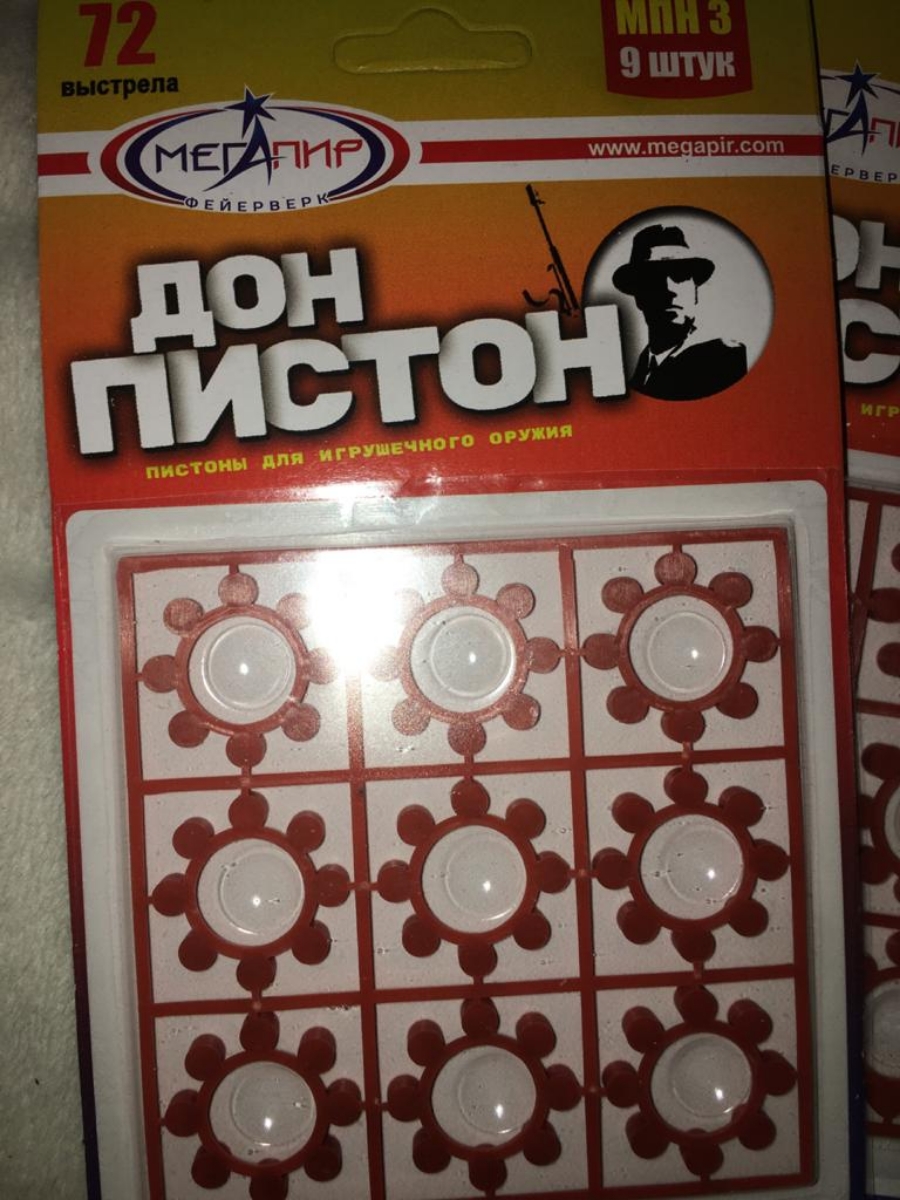 72
выстрела
МПН 3
9 штук
МЕГАПИР
ФЕЙЕРВЕРК
www.megapir.com
ДОН
ПИСТОН
ПИСТОНЫ ДЛЯ ИГРУШЕЧНОГО ОРУЖИЯ